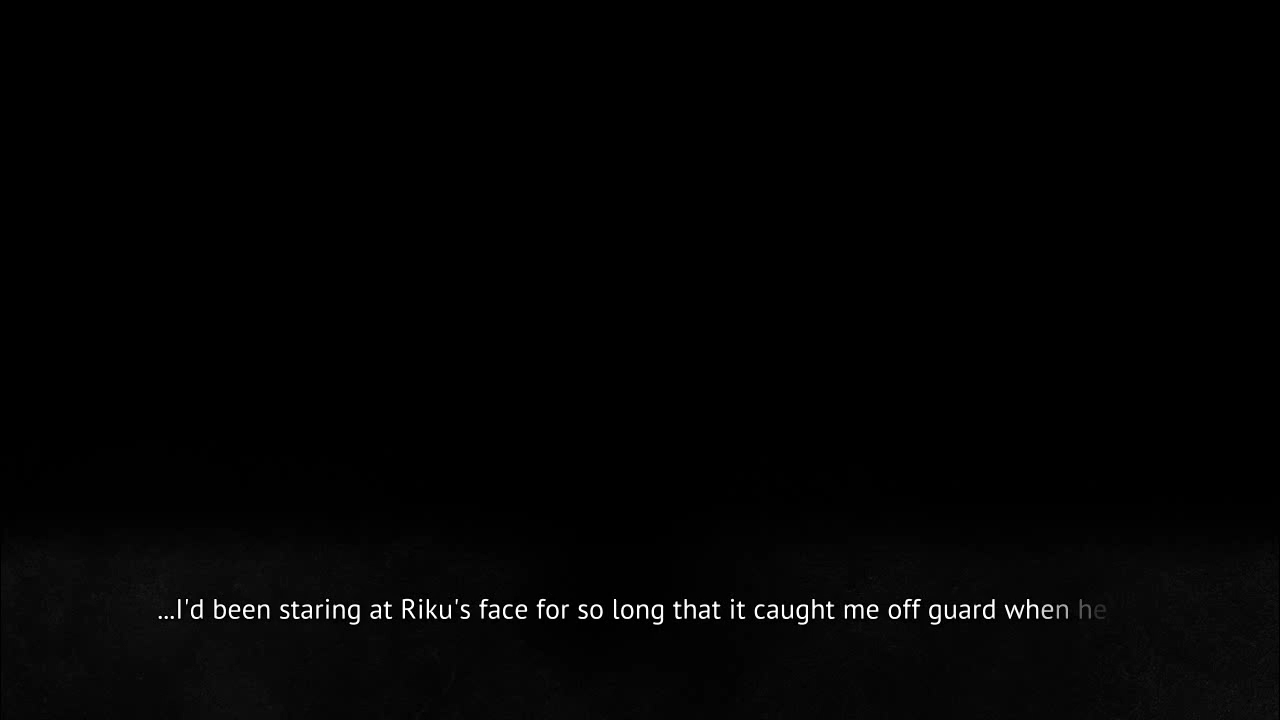 ...I'd been staring at Riku's face for so long that it caught me off guard when he